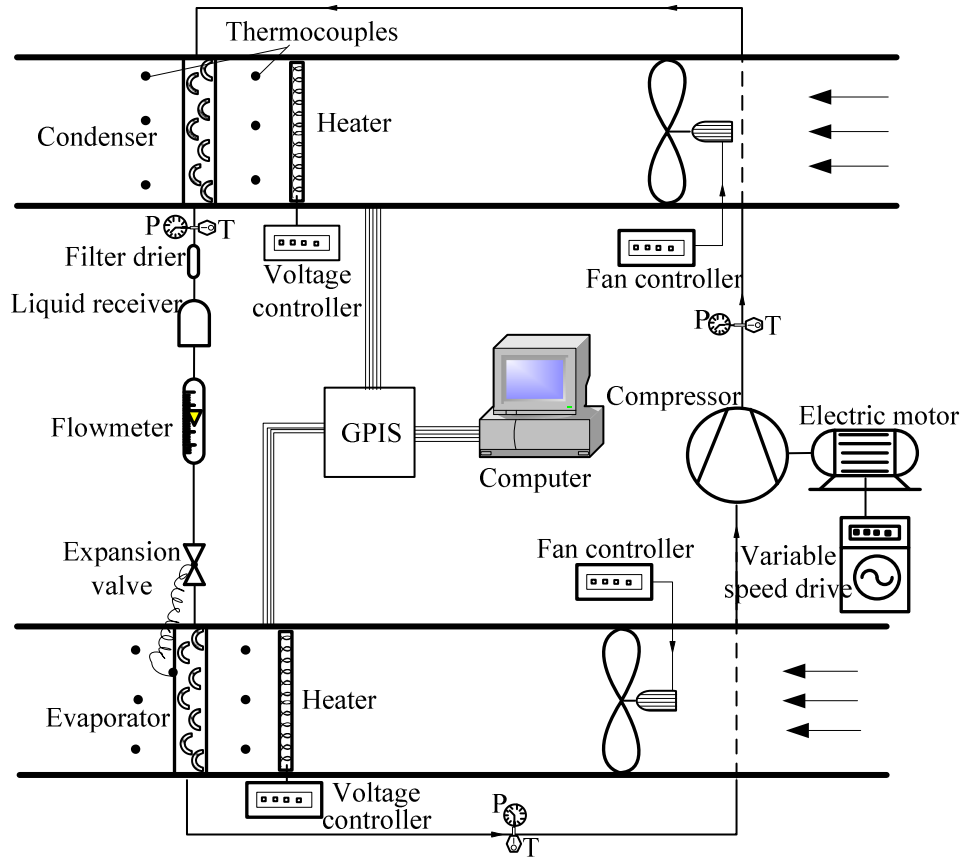 Thermocouples
Condenser
Heater
P
T
Filter drier
Voltage
controller
Fan controller
Liquid receiver
P
T
Compressor
Electric motor
Flowmeter
GPIS
Computer
Expansion
valve
Fan controller
Variable
speed drive
Evaporator
Heater
Voltage
controller
P
T